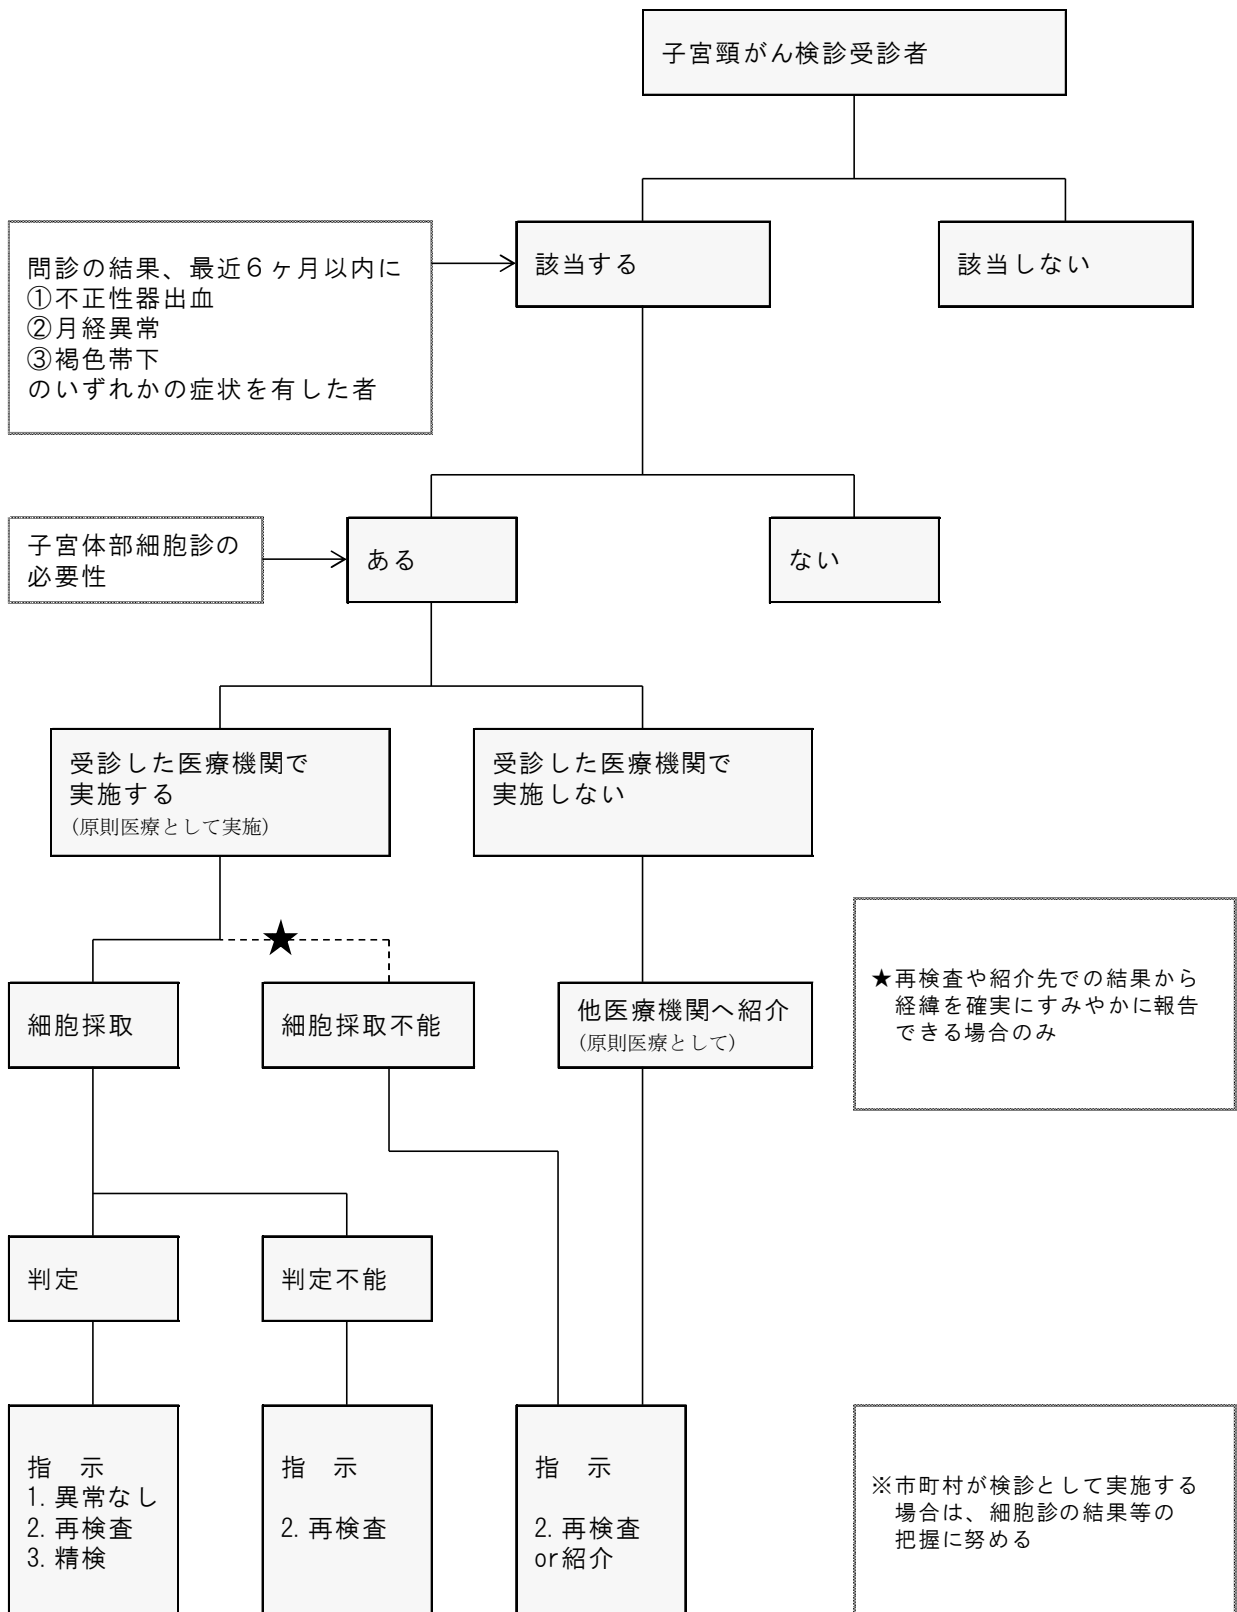 子宮頸がん検診受診者
問診の結果、最近６ヶ月以内に
①不正性器出血
②月経異常
③褐色帯下
のいずれかの症状を有した者
該当する
該当しない
子宮体部細胞診の
必要性
ある
ない
受診した医療機関で
実施する
(原則医療として実施)
受診した医療機関で
実施しない
★
★再検査や紹介先での結果から
経緯を確実にすみやかに報告
できる場合のみ
細胞採取
細胞採取不能
他医療機関へ紹介
(原則医療として)
判定
判定不能
指　示
1. 異常なし
2. 再検査
3. 精検
指　示
2. 再検査
指　示
2. 再検査
or紹介
※市町村が検診として実施する
場合は、細胞診の結果等の
把握に努める